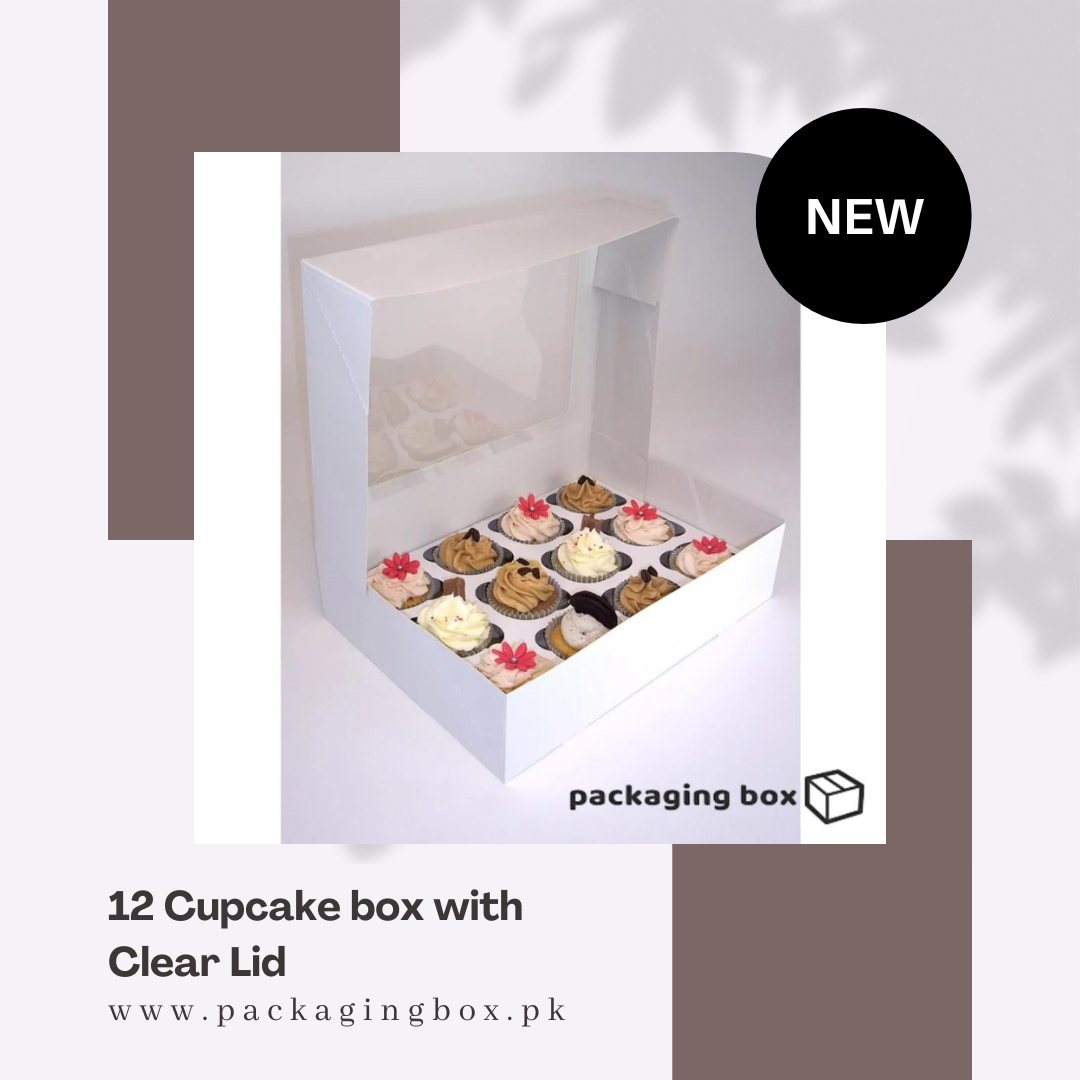 NEW
packaging box
12 Cupcake box with
Clear Lid
www.packagingbox.pk